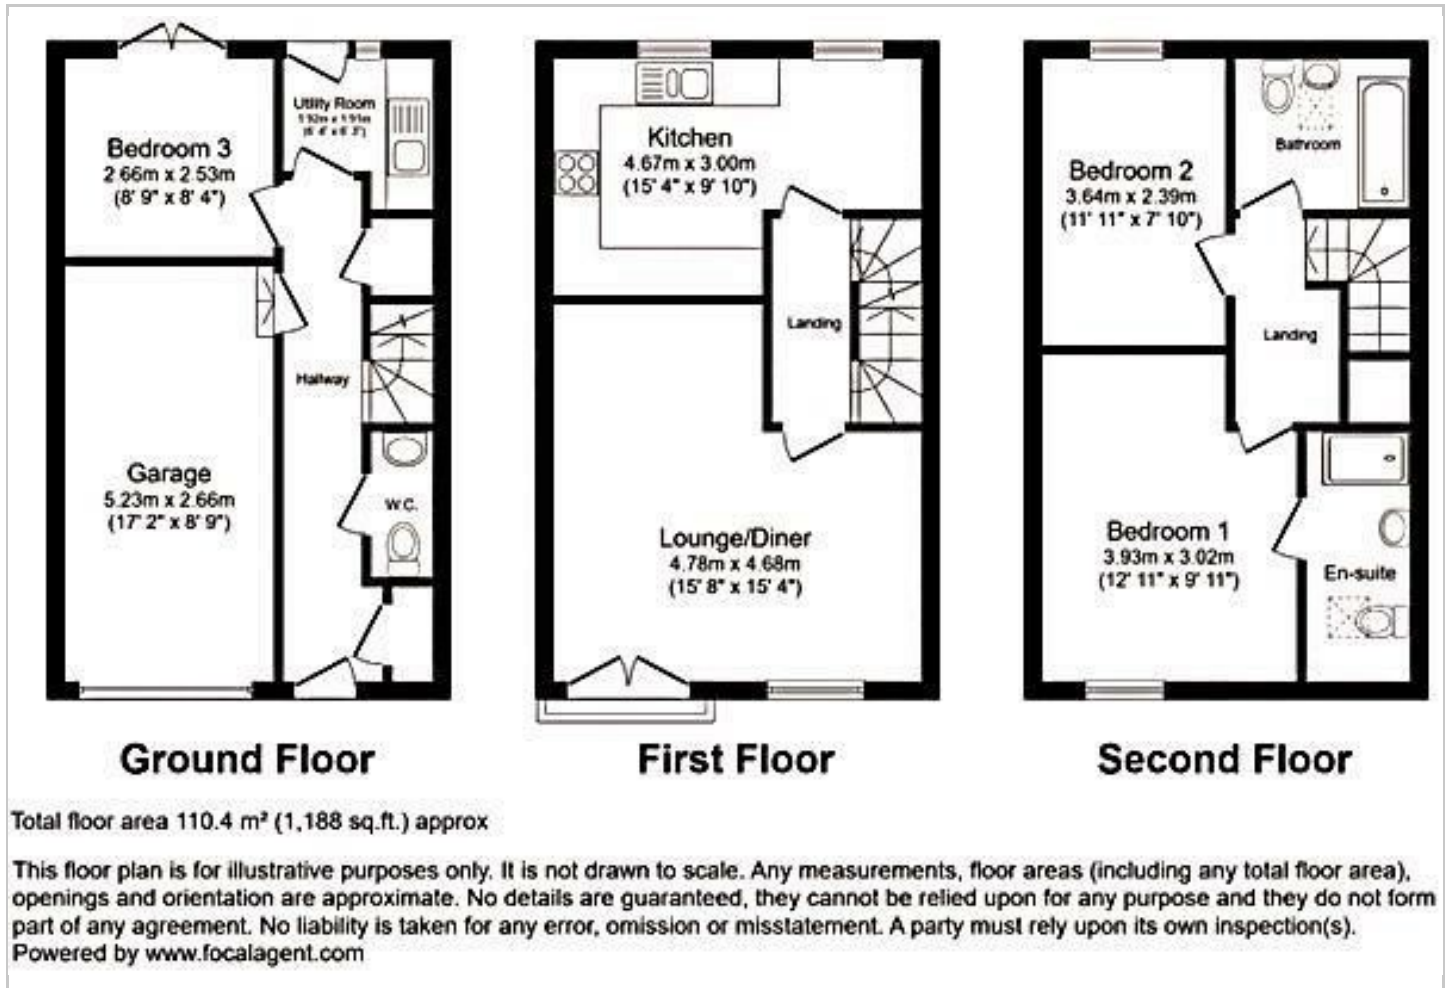 Bedroom 3
2.66m x 2.53m
(8' 9" x 8' 4")
Utility Room
1.92m x 1.91m
(6' 4" x 6' 3")
Garage
5.23m x 2.66m
(17' 2" x 8' 9")
Hallway
W.C.
Ground Floor
Kitchen
4.67m x 3.00m
(15' 4" x 9' 10")
Landing
Lounge/Diner
4.78m x 4.68m
(15' 8" x 15' 4")
First Floor
Bedroom 2
3.64m x 2.39m
(11' 11" x 7' 10")
Bathroom
Landing
Bedroom 1
3.93m x 3.02m
(12' 11" x 9' 11")
En-suite
Second Floor
Total floor area 110.4 m² (1,188 sq.ft.) approx
This floor plan is for illustrative purposes only. It is not drawn to scale. Any measurements, floor areas (including any total floor area),
openings and orientation are approximate. No details are guaranteed, they cannot be relied upon for any purpose and they do not form
part of any agreement. No liability is taken for any error, omission or misstatement. A party must rely upon its own inspection(s).
Powered by www.focalagent.com